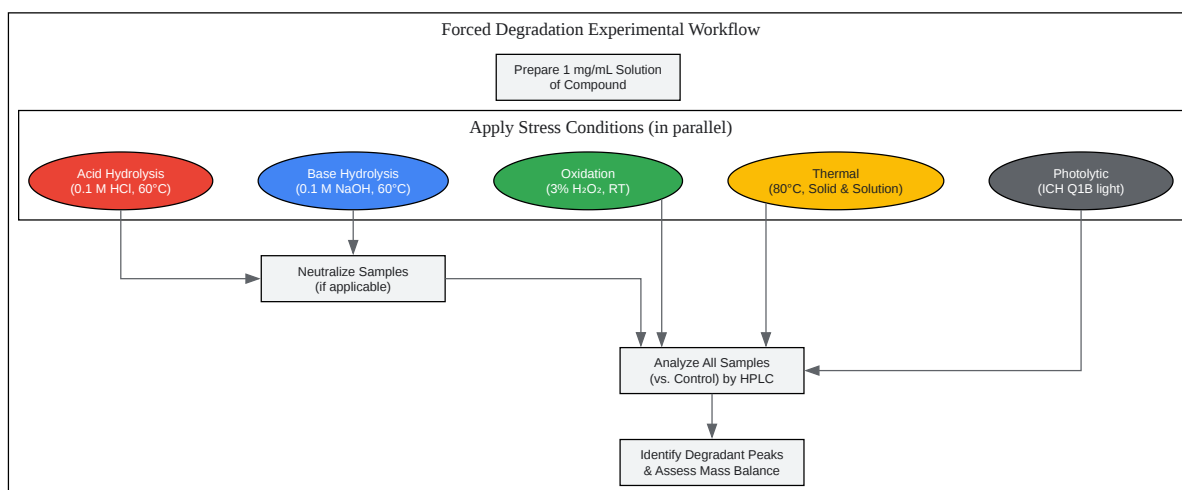 Forced Degradation Experimental Workflow
Prepare 1 mg/mL Solution
of Compound
Apply Stress Conditions (in parallel)
Acid Hydrolysis
(0.1 M HCl, 60°C)
Base Hydrolysis
(0.1 M NaOH, 60°C)
Oxidation
(3% H₂O₂, RT)
Thermal
(80°C, Solid & Solution)
Photolytic
(ICH Q1B light)
Neutralize Samples
(if applicable)
Analyze All Samples
(vs. Control) by HPLC
Identify Degradant Peaks
& Assess Mass Balance